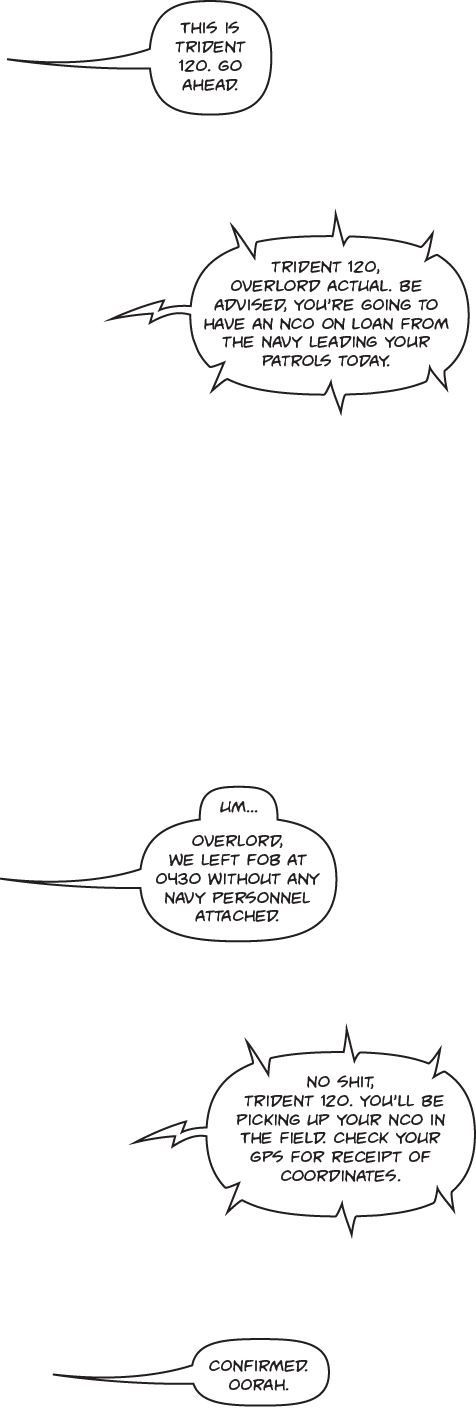 THIS IS
TRIDENT
120. GO
AHEAD.
TRIDENT 120,
OVERLORD ACTUAL. BE
ADVISED, YOU'RE GOING TO
HAVE AN NCO ON LOAN FROM
THE NAVY LEADING YOUR
PATROLS TODAY.
UM...
OVERLORD,
WE LEFT FOB AT
0430 WITHOUT ANY
NAVY PERSONNEL
ATTACHED.
NO SHIT,
TRIDENT 120. YOU'LL BE
PICKING UP YOUR NCO IN
THE FIELD. CHECK YOUR
GPS FOR RECEIPT OF
COORDINATES.
CONFIRMED.
OORAH.